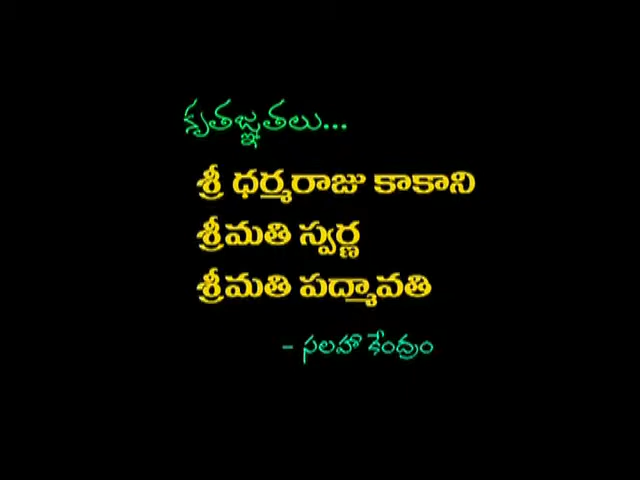 కృతజ్ఞతలు...
శ్రీ ధర్మరాజు కాకాని
శ్రీమతి స్వర్ణ
శ్రీమతి పద్మావతి
- సలహా కేంద్రం